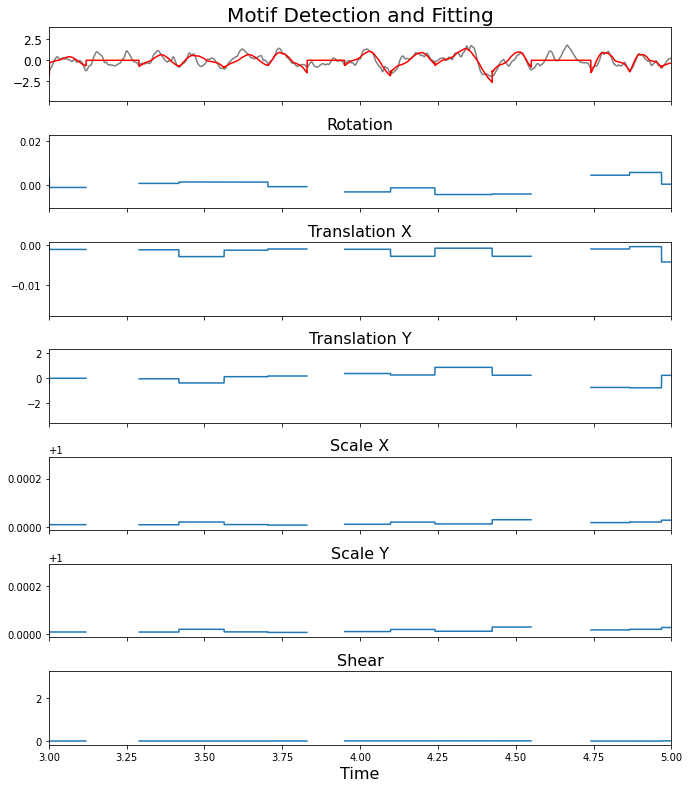 Motif Detection and Fitting
2.5
0.0
−2.5
Rotation
0.02
0.00
Translation X
0.00
−0.01
Translation Y
2
0
−2
Scale X
+1
0.0002
0.0000
Scale Y
+1
0.0002
0.0000
Shear
2
0
3.00 3.25 3.50 3.75 4.00 4.25 4.50 4.75 5.00
Time